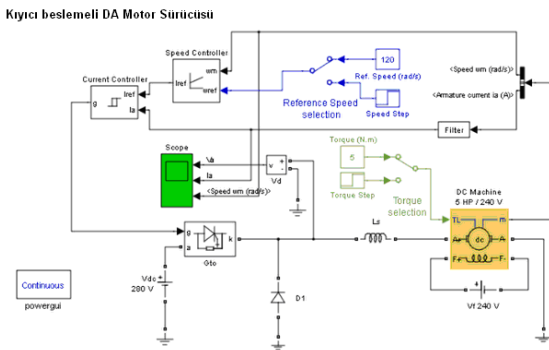 Kıyıcı beslemeli DA Motor Sürücüsü
Speed Controller
wm
Iref
wref
Current Controller
Iref
g
Ia
120
Ref. Speed (rad/s)
Reference Speed
selection
Speed Step
<Speed wm (rad/s)>
<Armature current ia (A)>
Filter
Scope
Va
Ia
<Speed wm (rad/s)>
v
+
-
Vd
Torque (N.m)
5
Torque Step
Torque
selection
DC Machine
5 HP / 240 V
TL
m
A+
dc
A-
F+
F-
Ls
g
a
k
Gto
Vdc
+
280 V
D1
+
Vf 240 V
Continuous
powergui